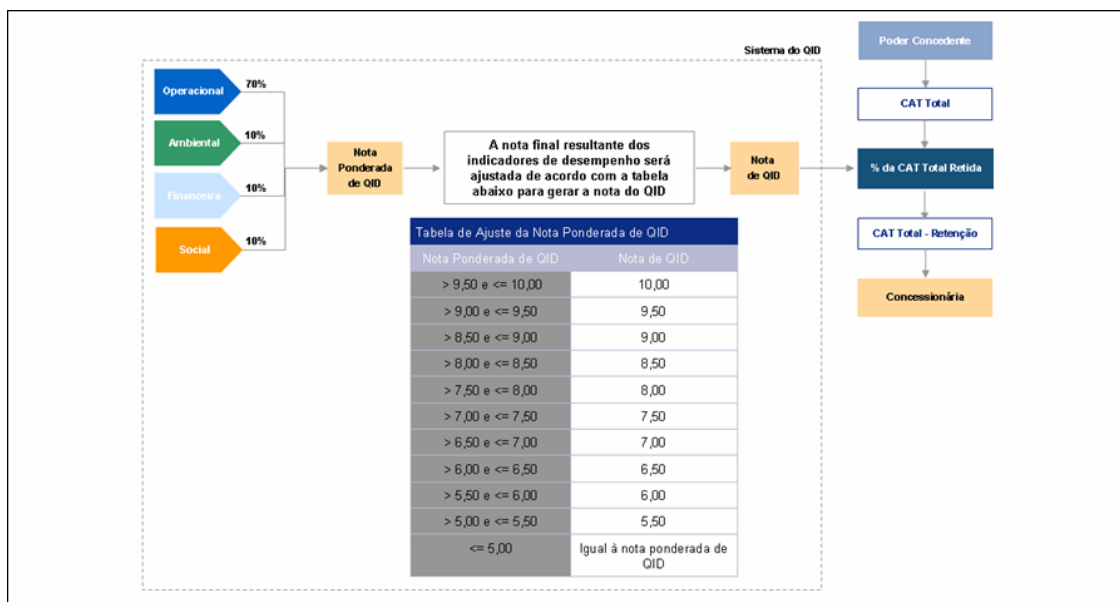 Sistema do QID
Operacional
70%
Ambiental
10%
Financeira
10%
Social
10%
Nota
Ponderada
de QID
A nota final resultante dos
indicadores de desempenho será
ajustada de acordo com a tabela
abaixo para gerar a nota do QID
Nota
de QID
Tabela de Ajuste da Nota Ponderada de QID
Nota Ponderada de QID Nota de QID
> 9,50 e <= 10,00 10,00
> 9,00 e <= 9,50 9,50
> 8,50 e <= 9,00 9,00
> 8,00 e <= 8,50 8,50
> 7,50 e <= 8,00 8,00
> 7,00 e <= 7,50 7,50
> 6,50 e <= 7,00 7,00
> 6,00 e <= 6,50 6,50
> 5,50 e <= 6,00 6,00
> 5,00 e <= 5,50 5,50
<= 5,00 Igual à nota ponderada de
QID
Poder Concedente
CAT Total
% da CAT Total Retida
CAT Total - Retenção
Concessionária